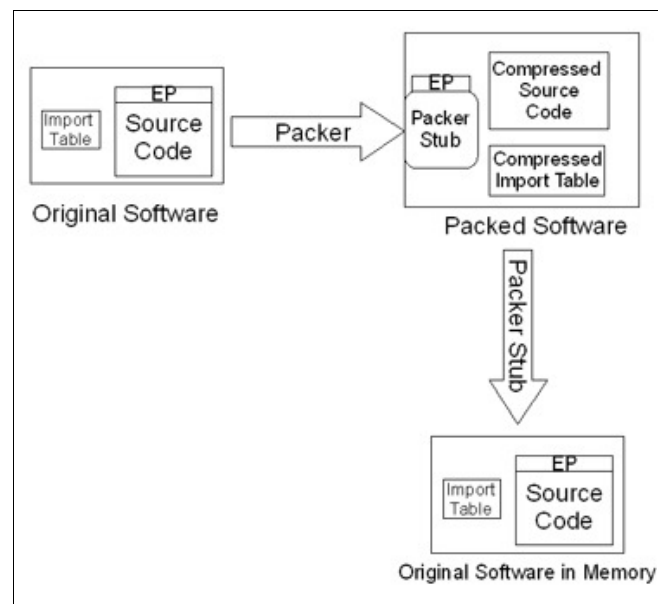 EP
Import
Table
Source
Code
Original Software
Packer
EP
Packer
Stub
Compressed
Source
Code
Compressed
Import Table
Packed Software
Packer Stub
EP
Import
Table
Source
Code
Original Software in Memory